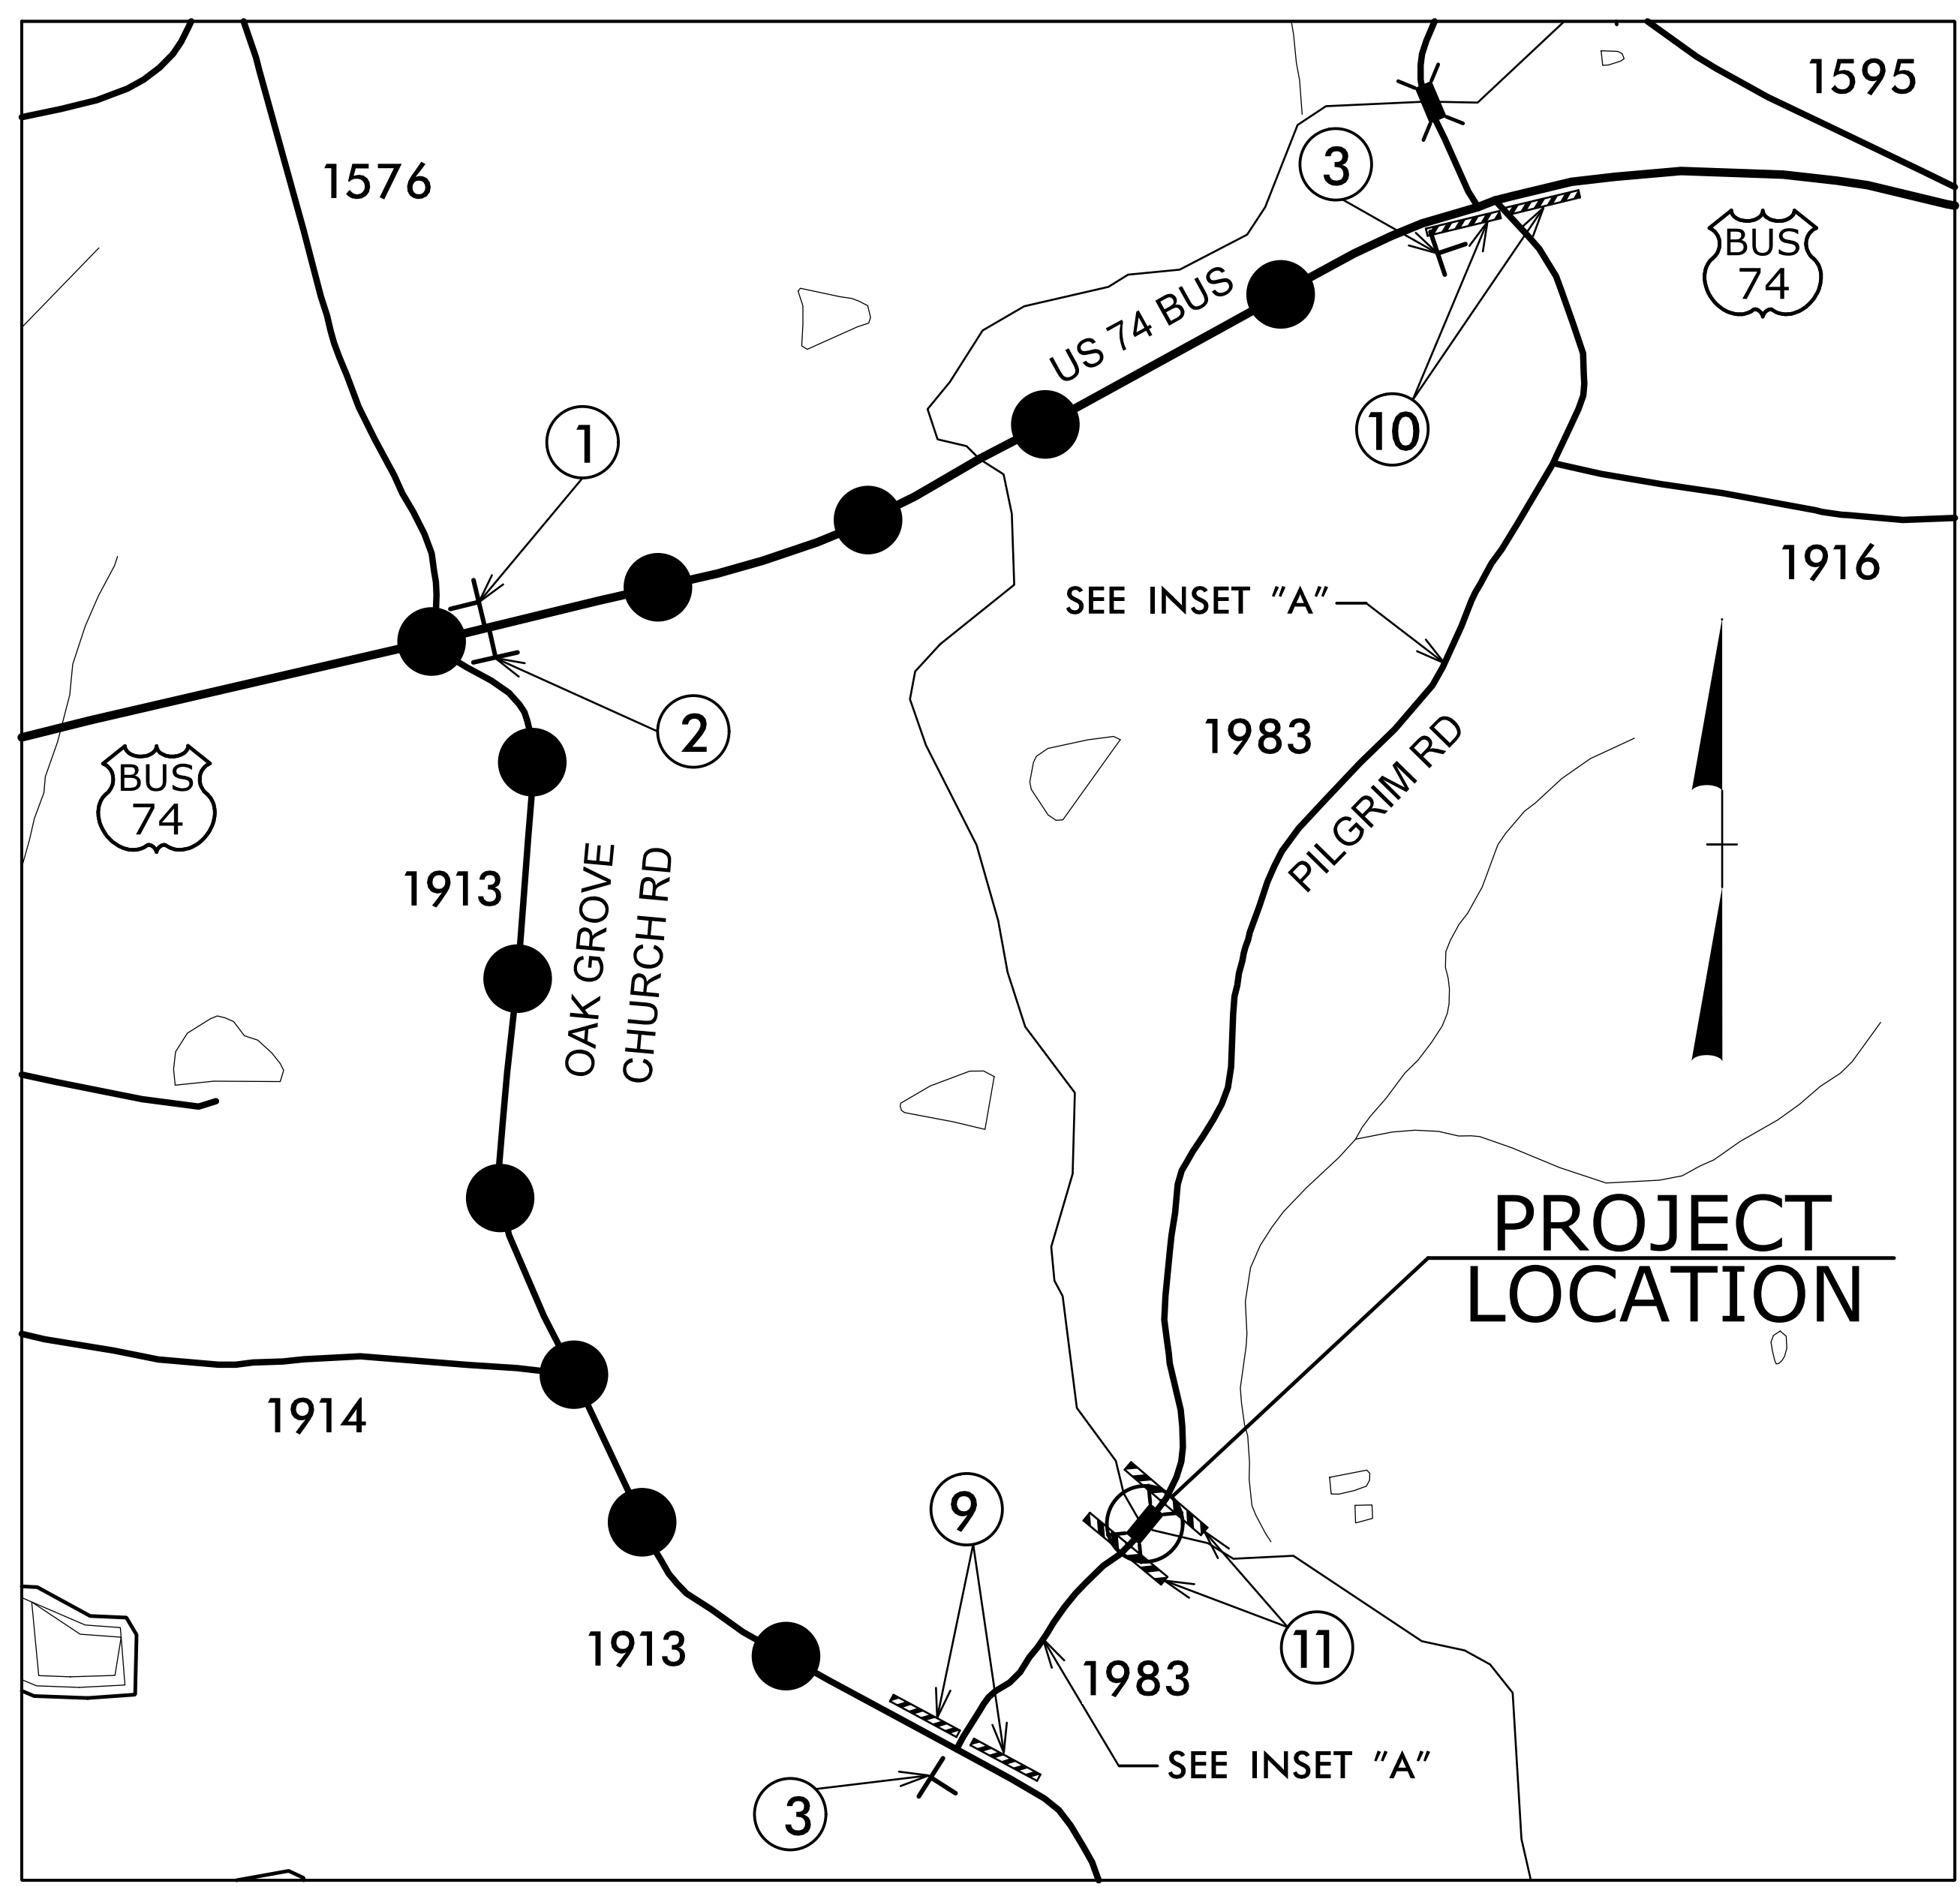 1595
3
1576
BUS
74
US 74 BUS
10
1
1916
SEE INSET "A"
2
1983
PILGRIM RD
BUS
74
1913
OAK GROVE
CHURCH RD
PROJECT
LOCATION
1914
9
11
1913
1983
SEE INSET "A"
3